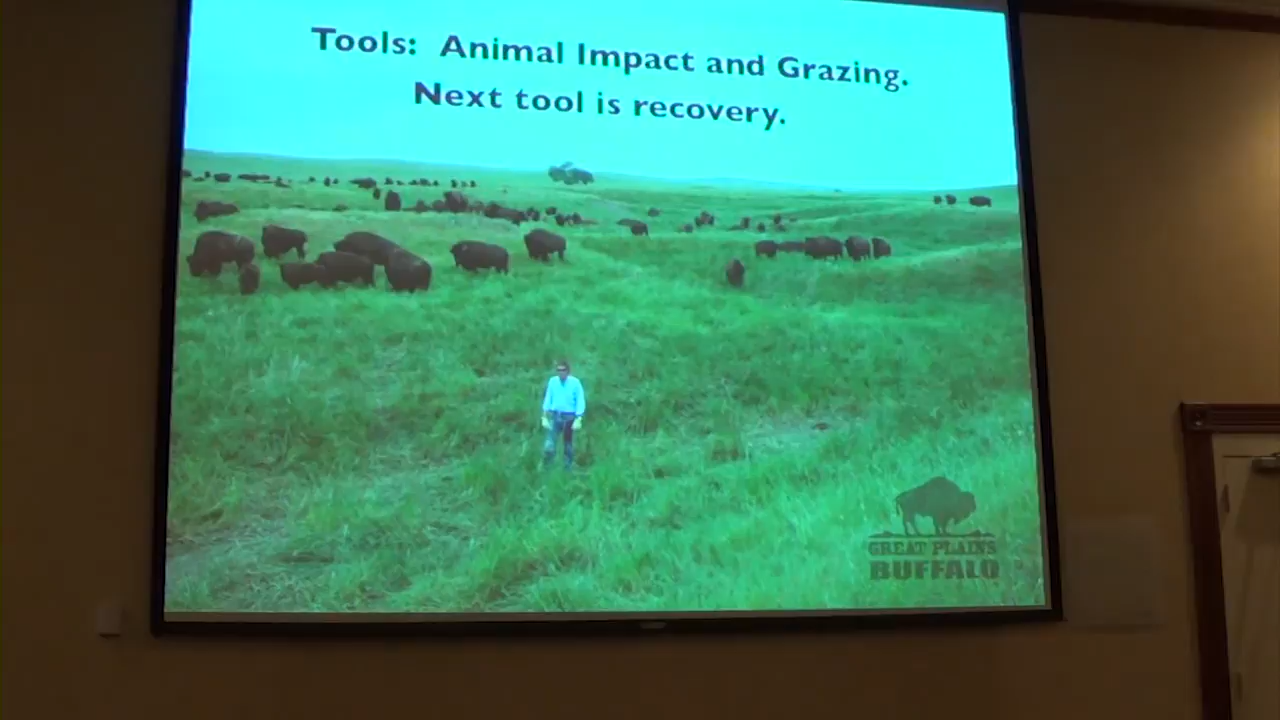 Tools: Animal Impact and Grazing.
Next tool is recovery.
GREAT PLAINS
BUFFALO